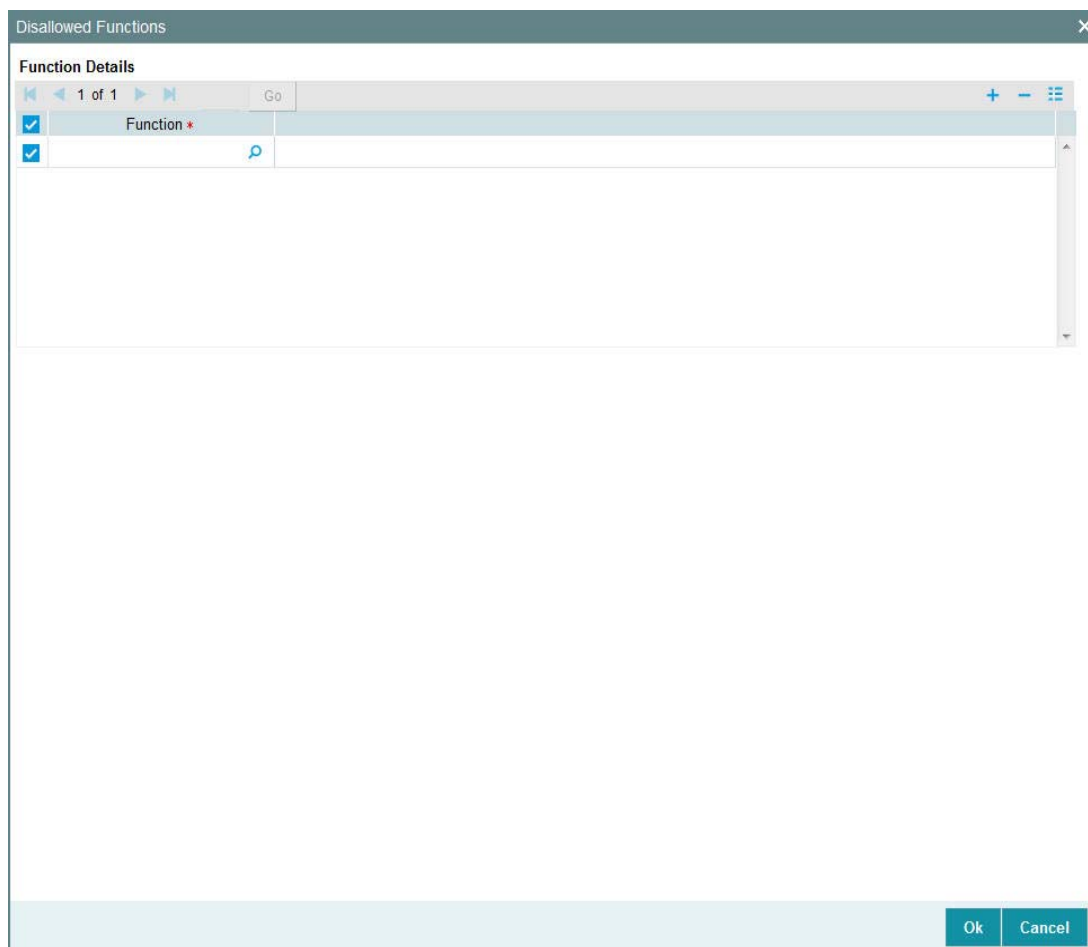 Disallowed Functions
Function Details
1 of 1 Go
Function *
Ok Cancel